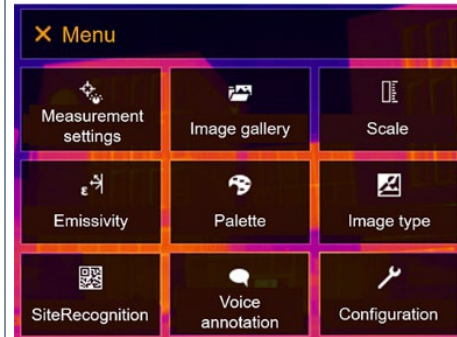 × Menu
Measurement
settings
Image gallery
Scale
ε
Emissivity
Palette
Image type
SiteRecognition
Voice
annotation
Configuration